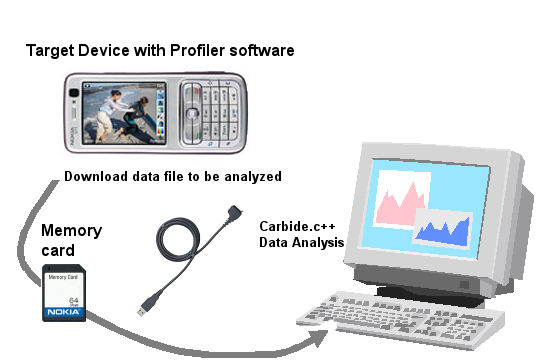 Target Device with Profiler software
NOKIA
Download data file to be analyzed
Memory
card
Carbide.c++
Data Analysis
Memory Card
64
NOKIA